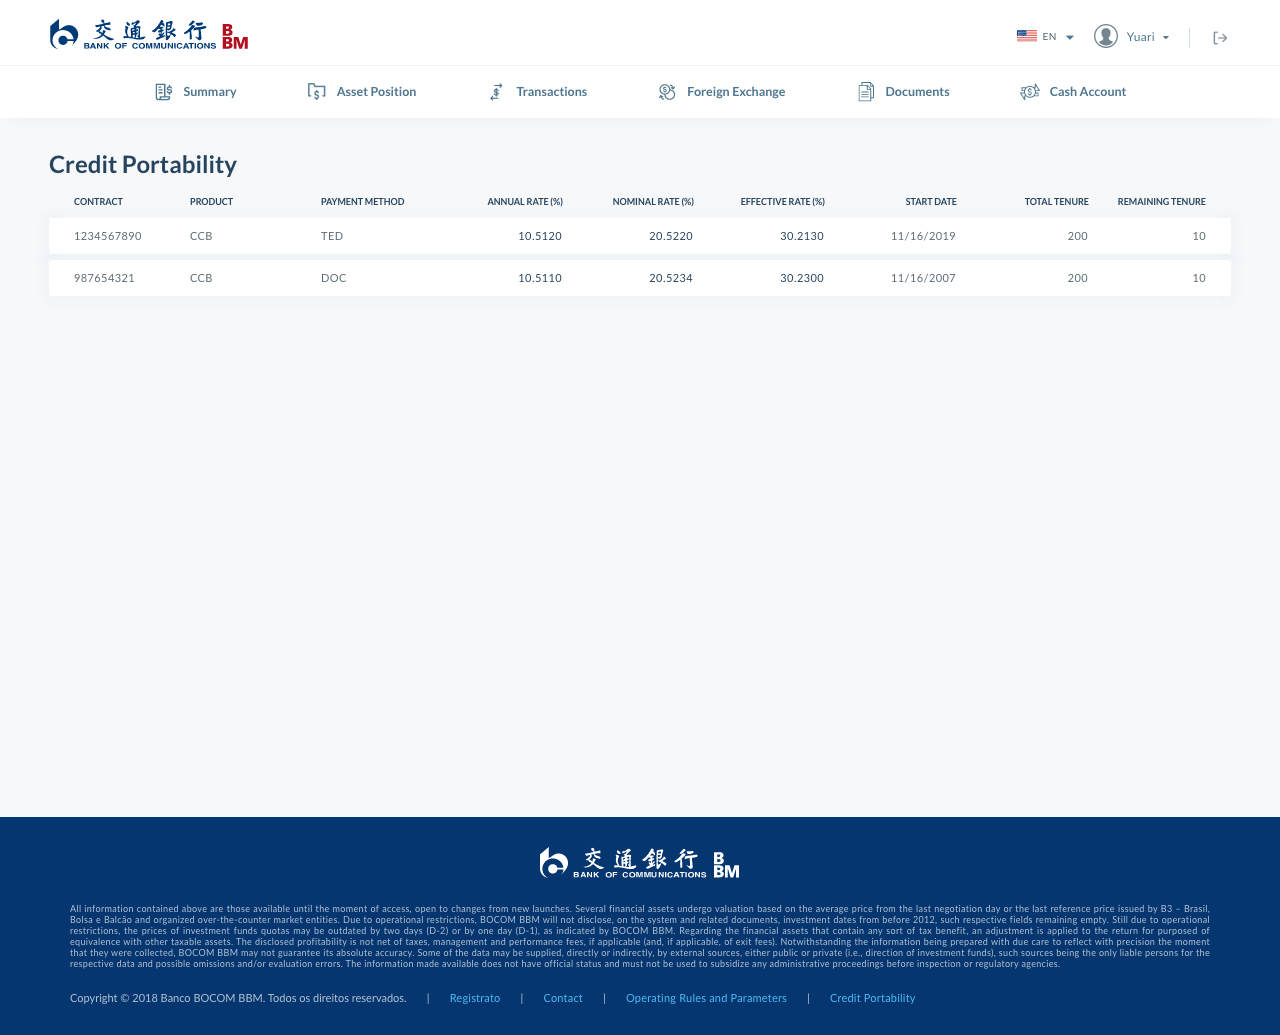 交通銀行 B
BANK OF COMMUNICATIONS BM
EN Yuari
Summary Asset Position Transactions Foreign Exchange Documents Cash Account
Credit Portability
CONTRACT PRODUCT PAYMENT METHOD ANNUAL RATE (%) NOMINAL RATE (%) EFFECTIVE RATE (%) START DATE TOTAL TENURE REMAINING TENURE
1234567890 CCB TED 10.5120 20.5220 30.2130 11/16/2019 200 10
987654321 CCB DOC 10.5110 20.5234 30.2300 11/16/2007 200 10
交通銀行 B
BANK OF COMMUNICATIONS BM
All information contained above are those available until the moment of access, open to changes from new launches. Several financial assets undergo valuation based on the average price from the last negotiation day or the last reference price issued by B3 – Brasil,
Bolsa e Balcão and organized over-the-counter market entities. Due to operational restrictions, BOCOM BBM will not disclose, on the system and related documents, investment dates from before 2012, such respective fields remaining empty. Still due to operational
restrictions, the prices of investment funds quotas may be outdated by two days (D-2) or by one day (D-1), as indicated by BOCOM BBM. Regarding the financial assets that contain any sort of tax benefit, an adjustment is applied to the return for purposed of
equivalence with other taxable assets. The disclosed profitability is not net of taxes, management and performance fees, if applicable (and, if applicable, of exit fees). Notwithstanding the information being prepared with due care to reflect with precision the moment
that they were collected, BOCOM BBM may not guarantee its absolute accuracy. Some of the data may be supplied, directly or indirectly, by external sources, either public or private (i.e., direction of investment funds), such sources being the only liable persons for the
respective data and possible omissions and/or evaluation errors. The information made available does not have official status and must not be used to subsidize any administrative proceedings before inspection or regulatory agencies.
Copyright © 2018 Banco BOCOM BBM. Todos os direitos reservados. | Registrato | Contact | Operating Rules and Parameters | Credit Portability